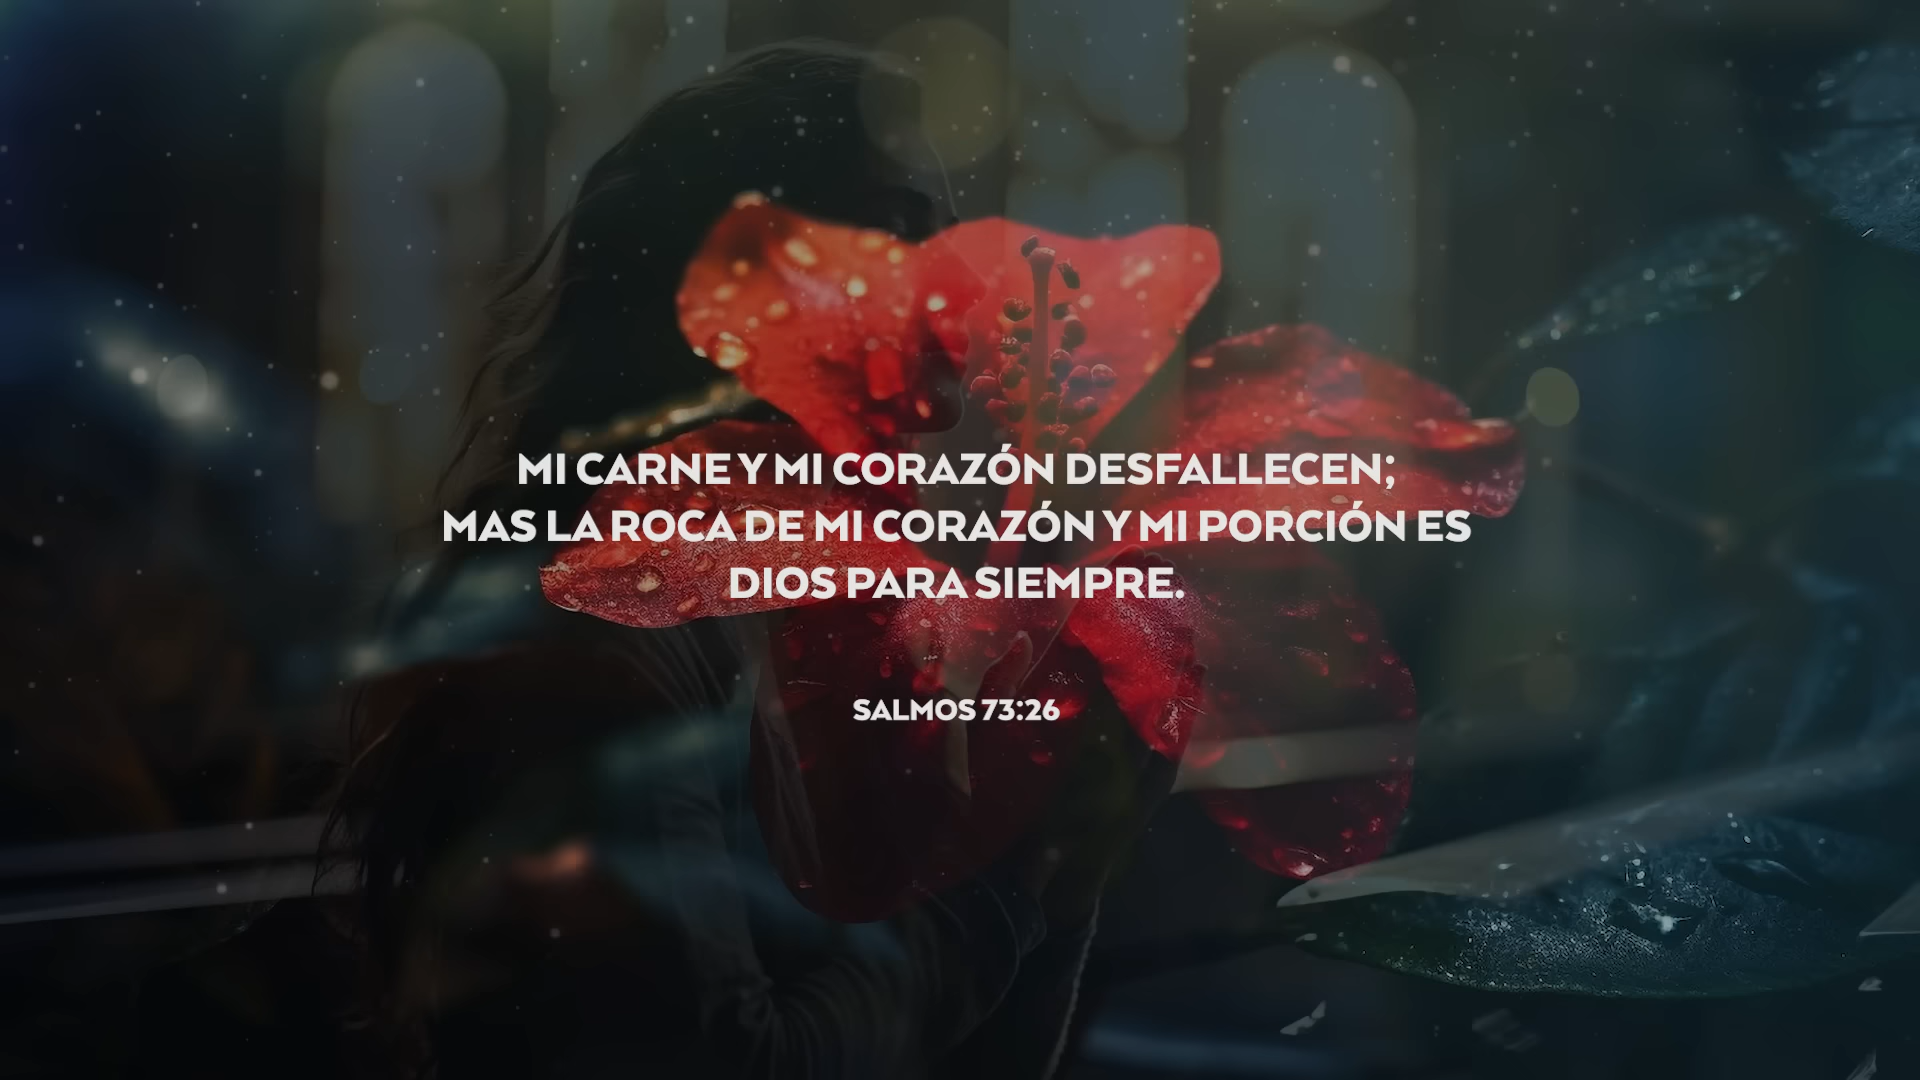 MI CARNE Y MI CORAZÓN DESFALLECEN;
MAS LA ROCA DE MI CORAZÓN Y MI PORCIÓN ES
DIOS PARA SIEMPRE.
SALMOS 73:26